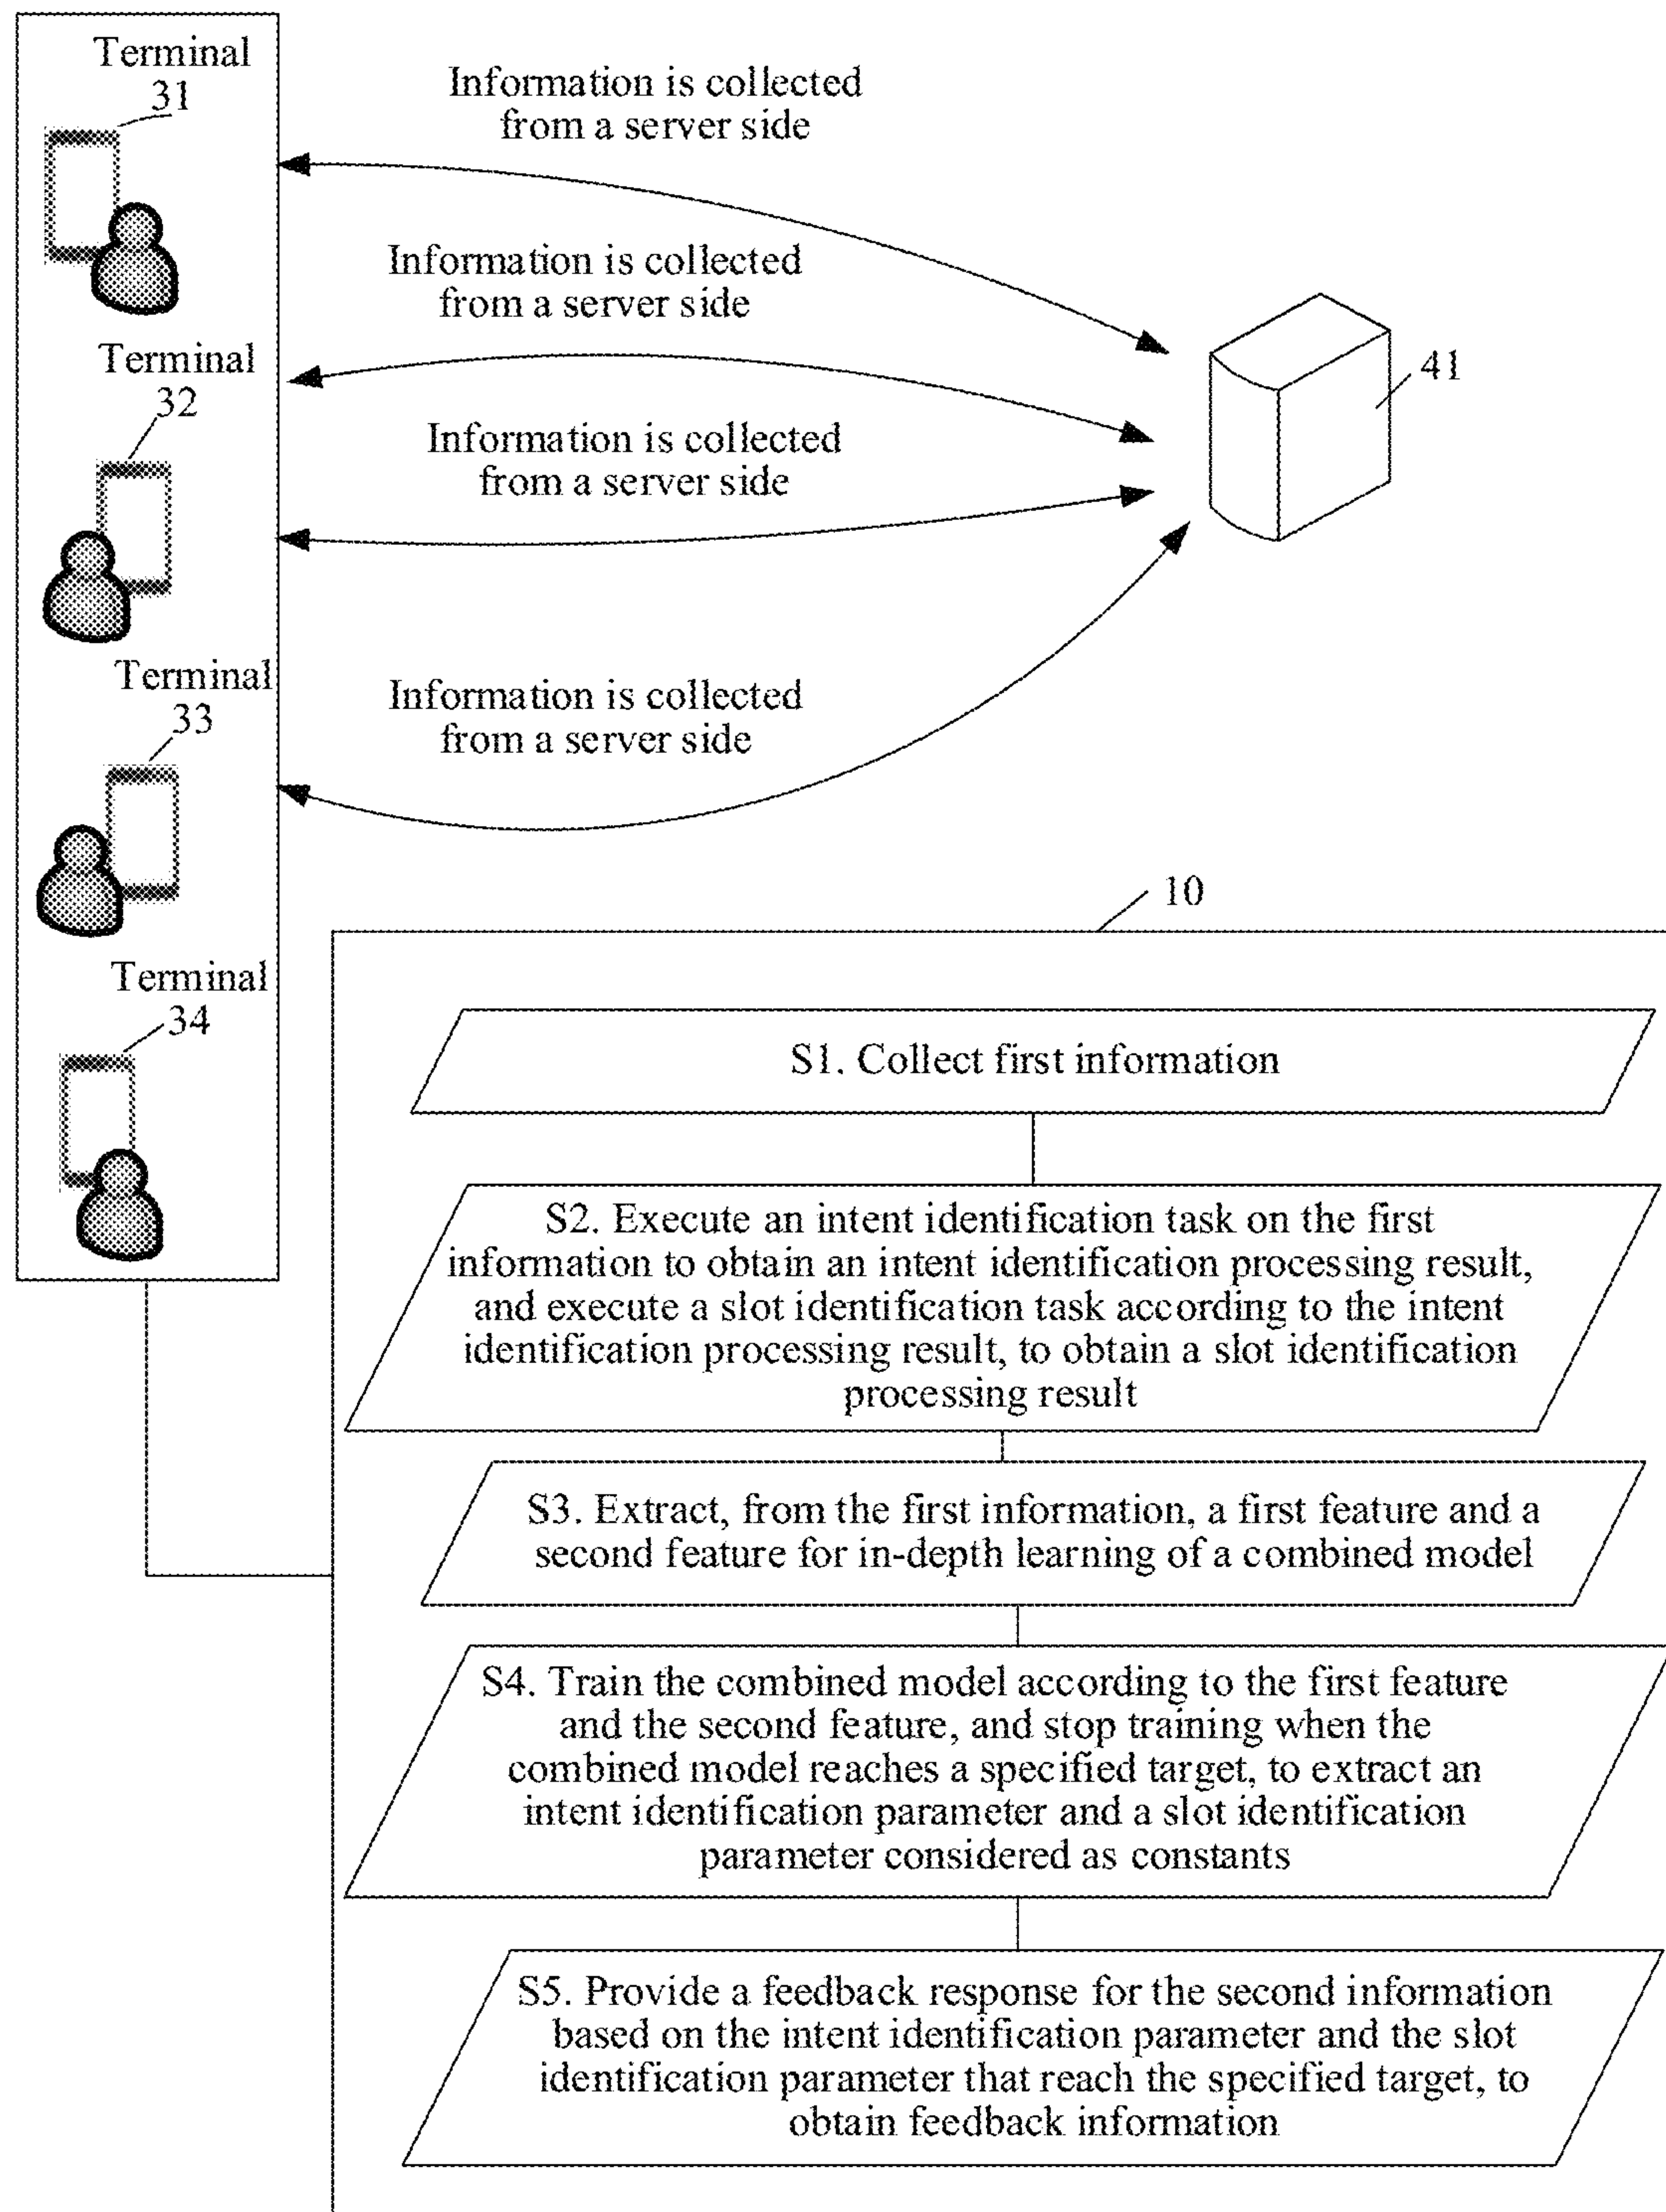 Terminal
31
Information is collected
from a server side
Information is collected
from a server side
Terminal
32
41
Information is collected
from a server side
Terminal
33
Information is collected
from a server side
10
Terminal
34
S1. Collect first information
S2. Execute an intent identification task on the first
information to obtain an intent identification processing result,
and execute a slot identification task according to the intent
identification processing result, to obtain a slot identification
processing result
S3. Extract, from the first information, a first feature and a
second feature for in-depth learning of a combined model
S4. Train the combined model according to the first feature
and the second feature, and stop training when the
combined model reaches a specified target, to extract an
intent identification parameter and a slot identification
parameter considered as constants
S5. Provide a feedback response for the second information
based on the intent identification parameter and the slot
identification parameter that reach the specified target, to
obtain feedback information